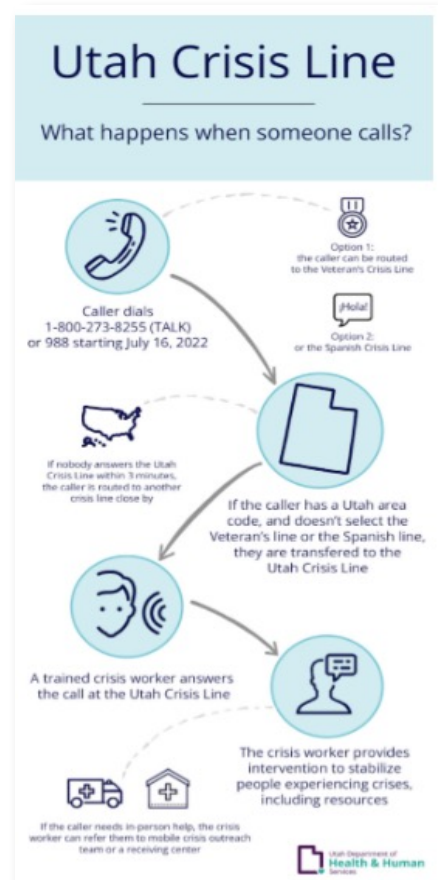 Utah Crisis Line
What happens when someone calls?
Option 1:
the caller can be routed
to the Veteran's Crisis Line
Caller dials
1-800-273-8255 (TALK)
or 988 starting July 16, 2022
¡Hola!
Option 2:
or the Spanish Crisis Line
If nobody answers the Utah
Crisis Line within 3 minutes,
the caller is routed to another
crisis line close by
If the caller has a Utah area
code, and doesn't select the
Veteran's line or the Spanish line,
they are transfered to the
Utah Crisis Line
A trained crisis worker answers
the call at the Utah Crisis Line
The crisis worker provides
intervention to stabilize
people experiencing crises,
including resources
If the caller needs in-person help, the crisis
worker can refer them to mobile crisis outreach
team or a receiving center
Utah Department of
Health & Human
Services